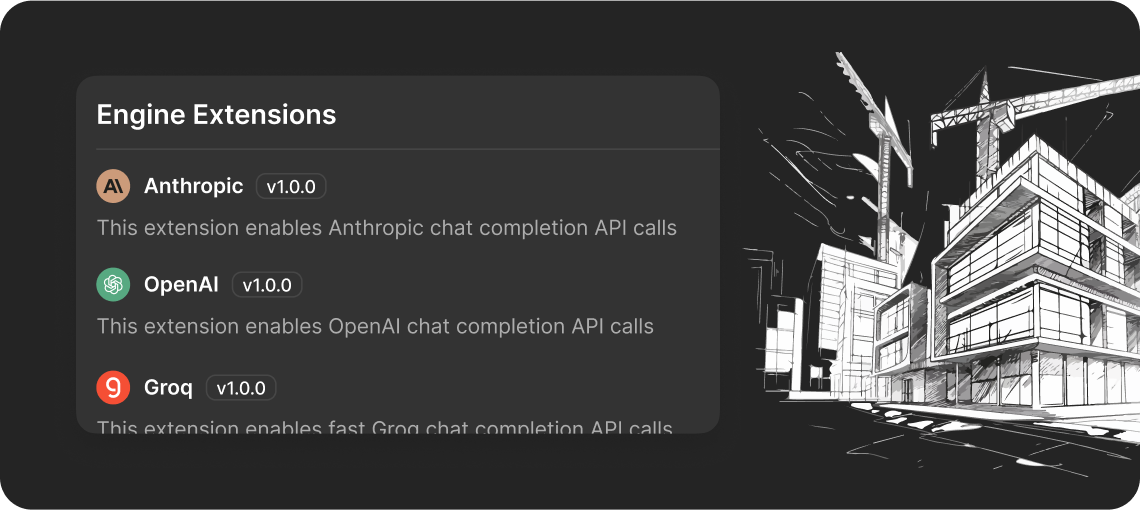 Engine Extensions
Anthropic v1.0.0
This extension enables Anthropic chat completion API calls
OpenAI v1.0.0
This extension enables OpenAI chat completion API calls
Groq v1.0.0
This extension enables fast Groq chat completion API calls